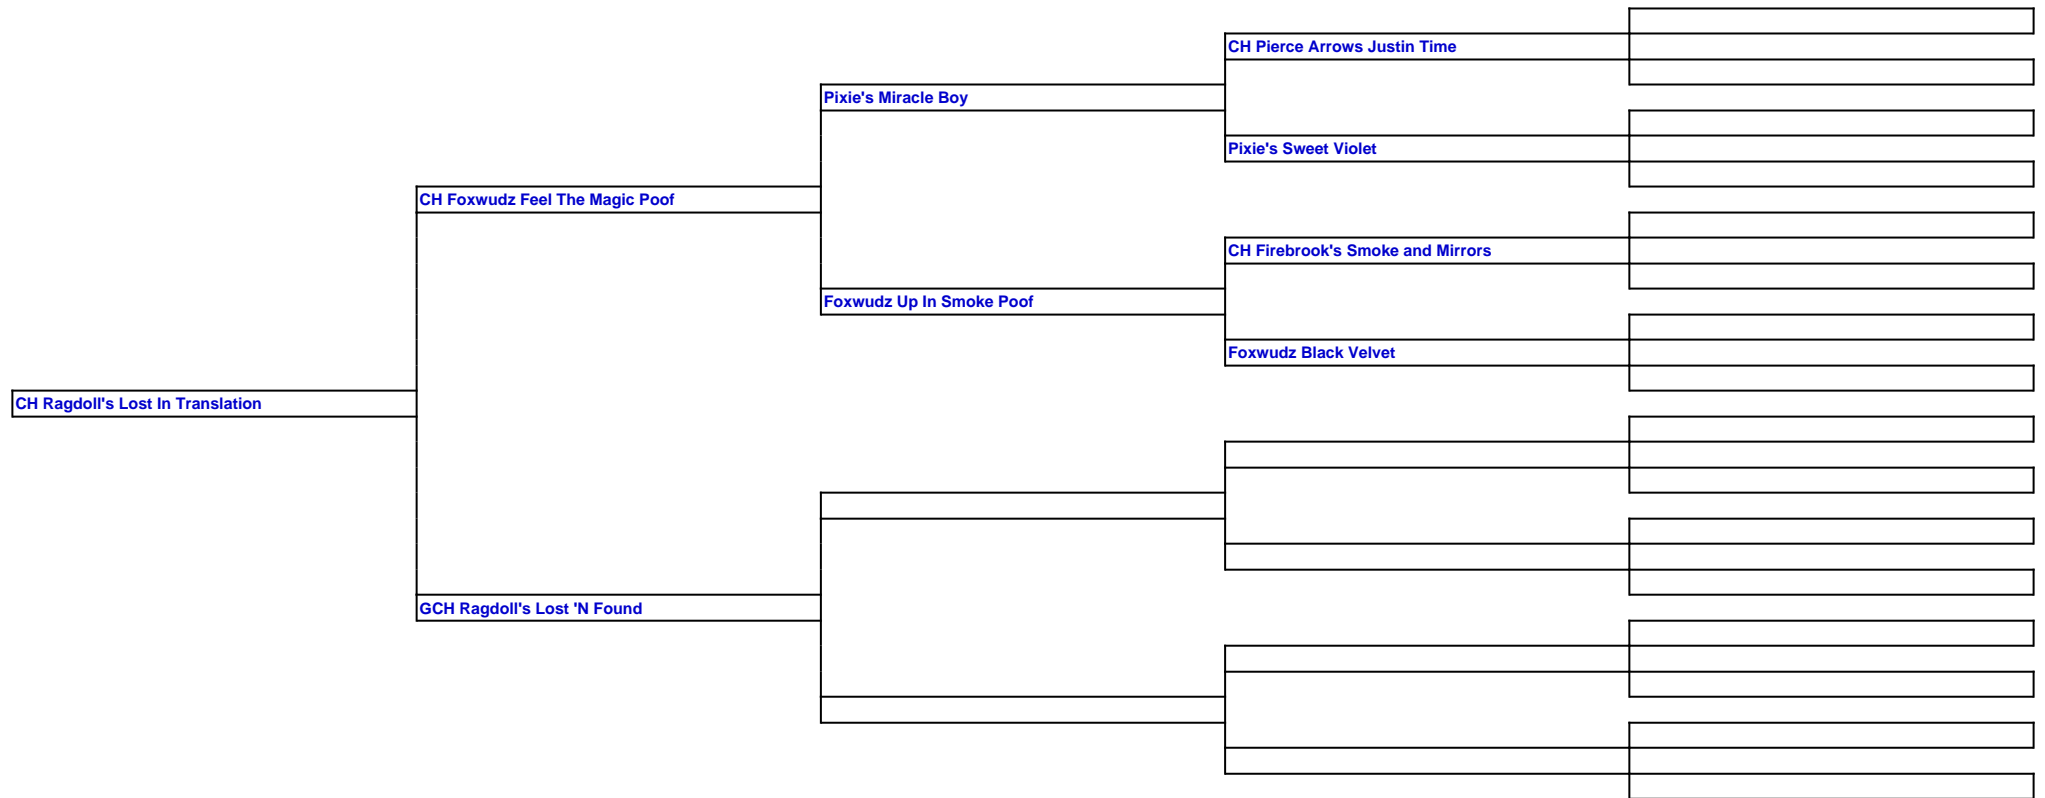 CH Pierce Arrows Justin Time
Pixie's Miracle Boy
Pixie's Sweet Violet
CH Foxwudz Feel The Magic Poof
CH Firebrook's Smoke and Mirrors
Foxwudz Up In Smoke Poof
Foxwudz Black Velvet
CH Ragdoll's Lost In Translation
GCH Ragdoll's Lost 'N Found